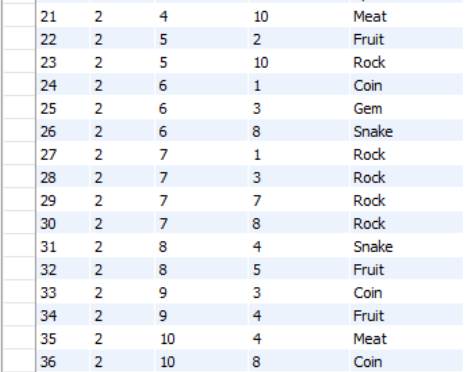 21 2 4 10 Meat
22 2 5 2 Fruit
23 2 5 10 Rock
24 2 6 1 Coin
25 2 6 3 Gem
26 2 6 8 Snake
27 2 7 1 Rock
28 2 7 3 Rock
29 2 7 7 Rock
30 2 7 8 Rock
31 2 8 4 Snake
32 2 8 5 Fruit
33 2 9 3 Coin
34 2 9 4 Fruit
35 2 10 4 Meat
36 2 10 8 Coin